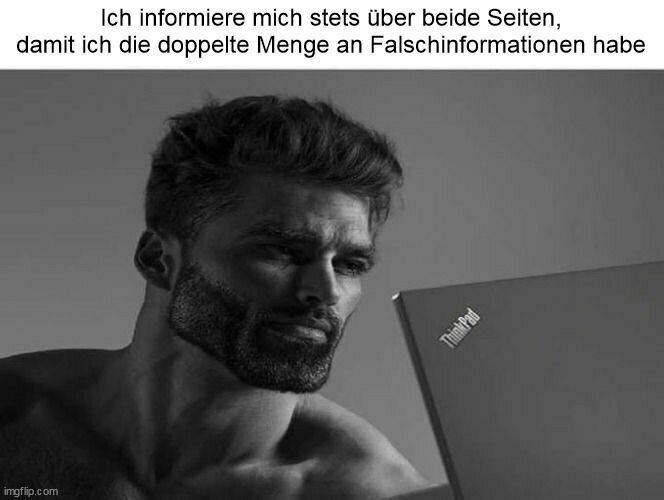 Ich informiere mich stets über beide Seiten,
damit ich die doppelte Menge an Falschinformationen habe
ThinkPad
imgflip.com